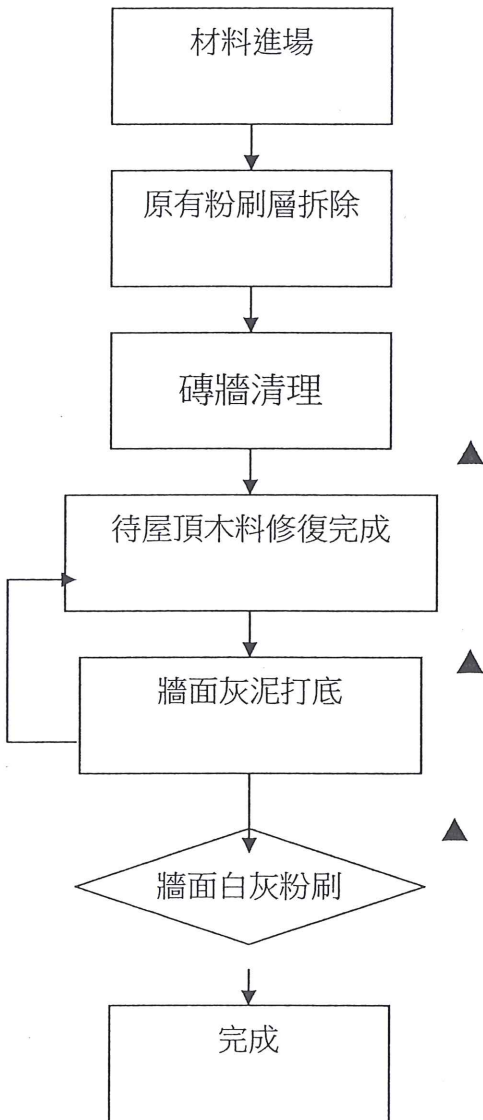 材料進場
原有粉刷層拆除
磚牆清理
待屋頂木料修復完成
牆面灰泥打底
牆面白灰粉刷
完成